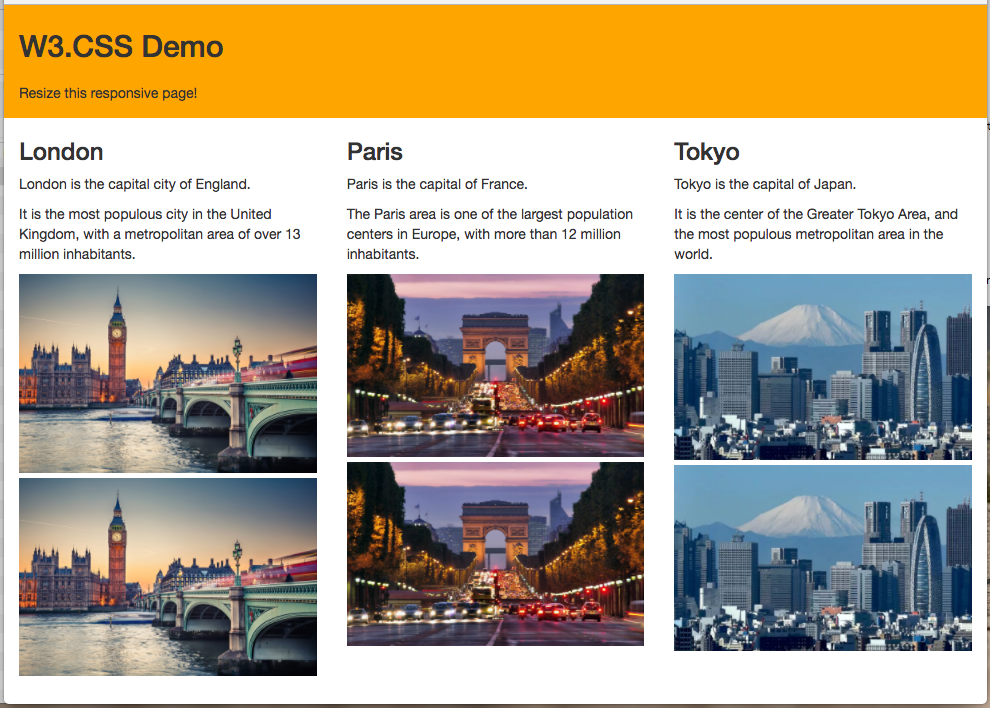 W3.CSS Demo
Resize this responsive page!
London
London is the capital city of England.
It is the most populous city in the United
Kingdom, with a metropolitan area of over 13
million inhabitants.
Paris
Paris is the capital of France.
The Paris area is one of the largest population
centers in Europe, with more than 12 million
inhabitants.
Tokyo
Tokyo is the capital of Japan.
It is the center of the Greater Tokyo Area, and
the most populous metropolitan area in the
world.